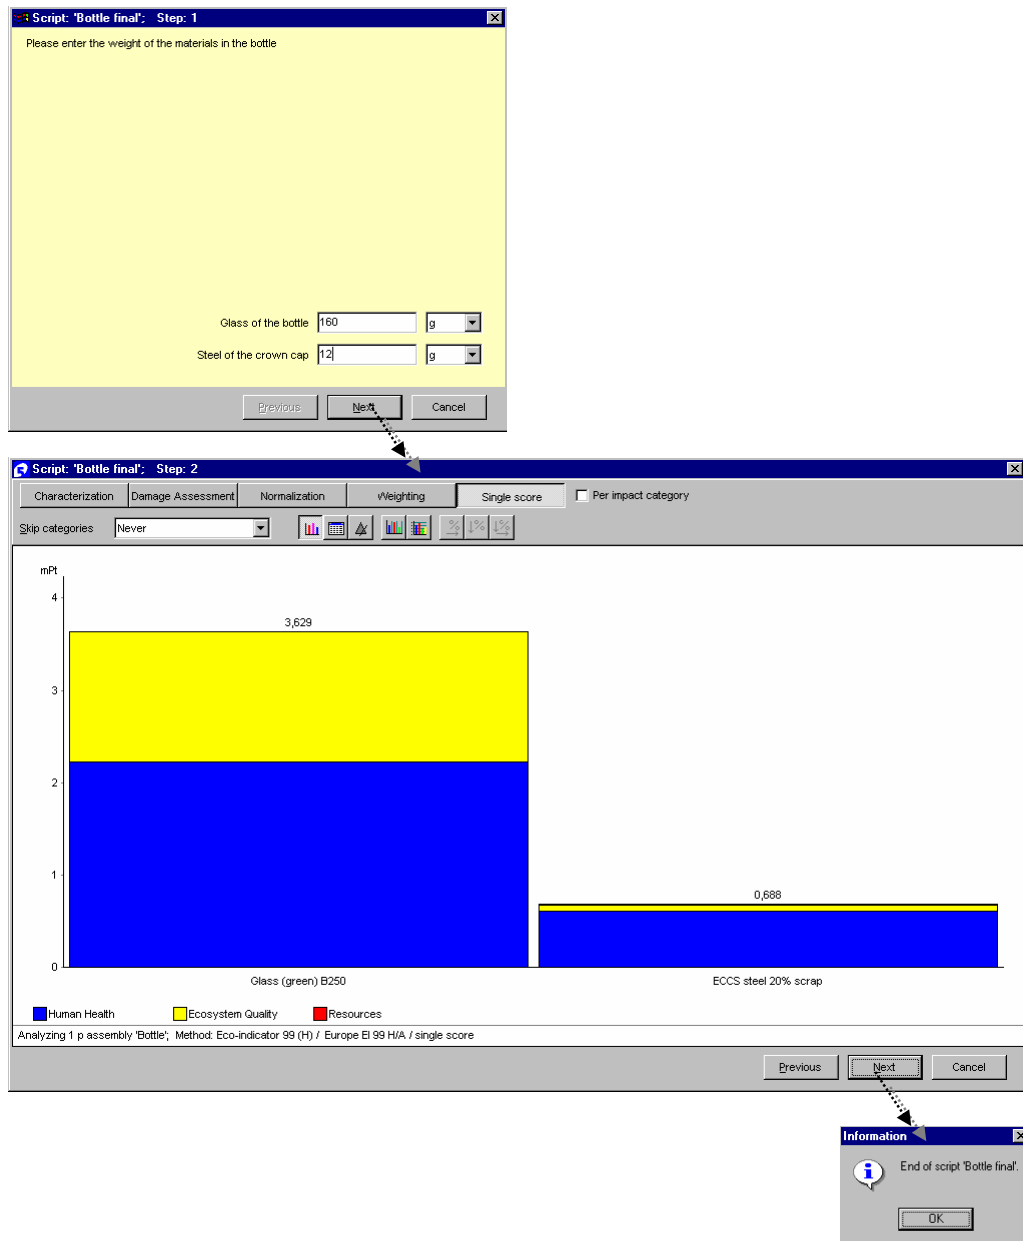 Script: 'Bottle final'; Step: 1
Please enter the weight of the materials in the bottle
Glass of the bottle 160 g
Steel of the crown cap 12 g
Previous Next Cancel
Script: 'Bottle final'; Step: 2
Characterization Damage Assessment Normalization Weighting Single score Per impact category
Skip categories Never
mPt
4
3,629
3
2
1
0,688
0
Glass (green) B250 ECCS steel 20% scrap
Human Health Ecosystem Quality Resources
Analyzing 1 p assembly 'Bottle'; Method: Eco-indicator 99 (H) / Europe EI 99 H/A / single score
Previous Next Cancel
Information
End of script 'Bottle final'.
OK